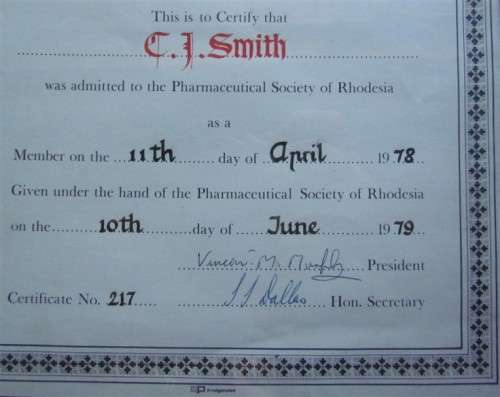 This is to Certify that
C.J.Smith
was admitted to the Pharmaceutical Society of Rhodesia
as a
Member on the 11th day of April 1978
Given under the hand of the Pharmaceutical Society of Rhodesia
on the 10th day of June 1979
Vincent M. President
Certificate No. 217 Dallas Hon. Secretary